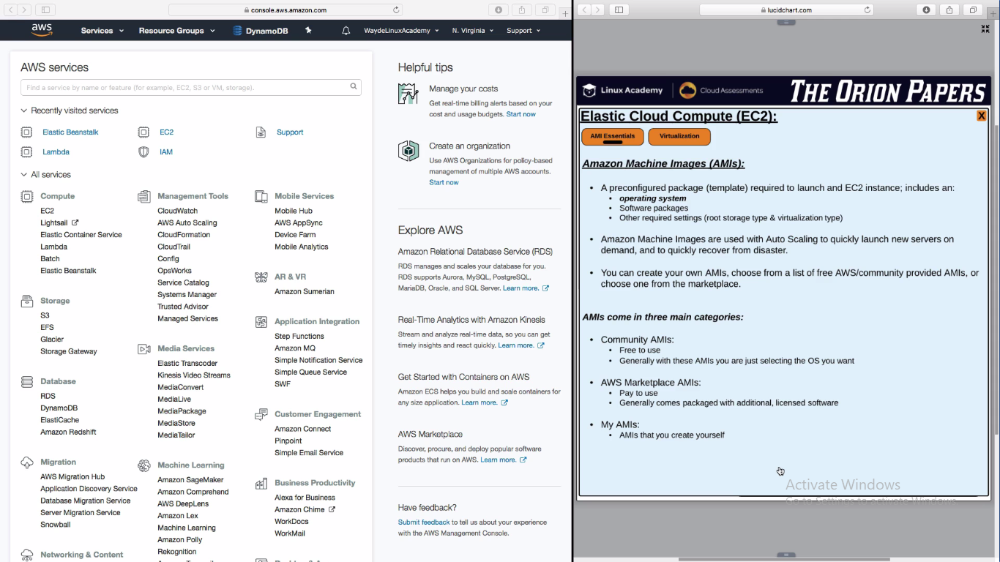 console.aws.amazon.com
aws
Services
Resource Groups
DynamoDB
WaydeLinuxAcademy
N. Virginia
Support
AWS services
Find a service by name or feature (for example, EC2, S3 or VM, storage).
Recently visited services
Elastic Beanstalk
EC2
Support
Lambda
IAM
All services
Compute
EC2
Lightsail
Elastic Container Service
Lambda
Batch
Elastic Beanstalk
Storage
S3
EFS
Glacier
Storage Gateway
Database
RDS
DynamoDB
ElastiCache
Amazon Redshift
Migration
AWS Migration Hub
Application Discovery Service
Database Migration Service
Server Migration Service
Snowball
Networking & Content
Management Tools
CloudWatch
AWS Auto Scaling
CloudFormation
CloudTrail
Config
OpsWorks
Service Catalog
Systems Manager
Trusted Advisor
Managed Services
Media Services
Elastic Transcoder
Kinesis Video Streams
MediaConvert
MediaLive
MediaPackage
MediaStore
MediaTailor
Machine Learning
Amazon SageMaker
Amazon Comprehend
AWS DeepLens
Amazon Lex
Machine Learning
Amazon Polly
Rekognition
Mobile Services
Mobile Hub
AWS AppSync
Device Farm
Mobile Analytics
AR & VR
Amazon Sumerian
Application Integration
Step Functions
Amazon MQ
Simple Notification Service
Simple Queue Service
SWF
Customer Engagement
Amazon Connect
Pinpoint
Simple Email Service
Business Productivity
Alexa for Business
Amazon Chime
WorkDocs
WorkMail
Helpful tips
Manage your costs
Get real-time billing alerts based on your
cost and usage budgets. Start now
Create an organization
Use AWS Organizations for policy-based
management of multiple AWS accounts.
Start now
Explore AWS
Amazon Relational Database Service (RDS)
RDS manages and scales your database for you.
RDS supports Aurora, MySQL, PostgreSQL,
MariaDB, Oracle, and SQL Server. Learn more.
Real-Time Analytics with Amazon Kinesis
Stream and analyze real-time data, so you can get
timely insights and react quickly. Learn more.
Get Started with Containers on AWS
Amazon ECS helps you build and scale containers for
any size application. Learn more.
AWS Marketplace
Discover, procure, and deploy popular software
products that run on AWS. Learn more.
Have feedback?
Submit feedback to tell us about your experience
with the AWS Management Console.
lucidchart.com
Linux Academy
Cloud Assessments
THE ORION PAPERS
Elastic Cloud Compute (EC2):
X
AMI Essentials
Virtualization
Amazon Machine Images (AMIs):
• A preconfigured package (template) required to launch and EC2 instance; includes an:
• operating system
• Software packages
• Other required settings (root storage type & virtualization type)
• Amazon Machine Images are used with Auto Scaling to quickly launch new servers on
demand, and to quickly recover from disaster.
• You can create your own AMIs, choose from a list of free AWS/community provided AMIs, or
choose one from the marketplace.
AMIs come in three main categories:
• Community AMIs:
• Free to use
• Generally with these AMIs you are just selecting the OS you want
• AWS Marketplace AMIs:
• Pay to use
• Generally comes packaged with additional, licensed software
• My AMIs:
• AMIs that you create yourself
Activate Windows
Go to Settings to activate Windows.